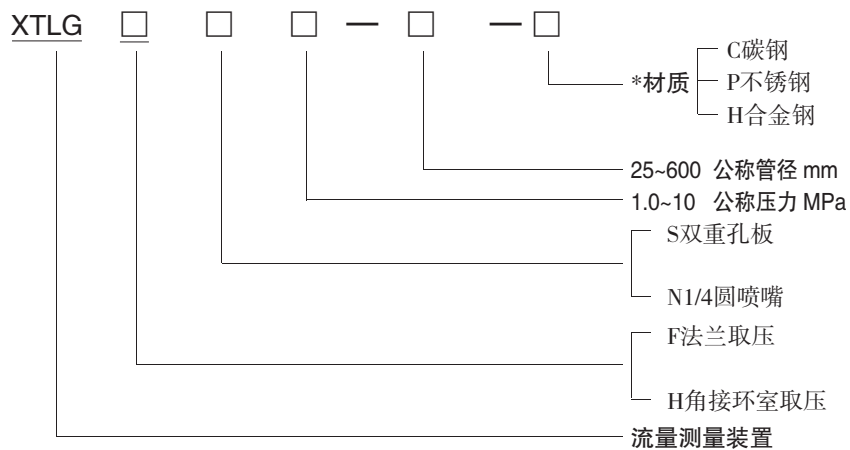 XTLG □ □ □ — □ — □
C碳钢
*材质 P不锈钢
H合金钢
25~600 公称管径 mm
1.0~10 公称压力 MPa
S双重孔板
N1/4圆喷嘴
F法兰取压
H角接环室取压
流量测量装置